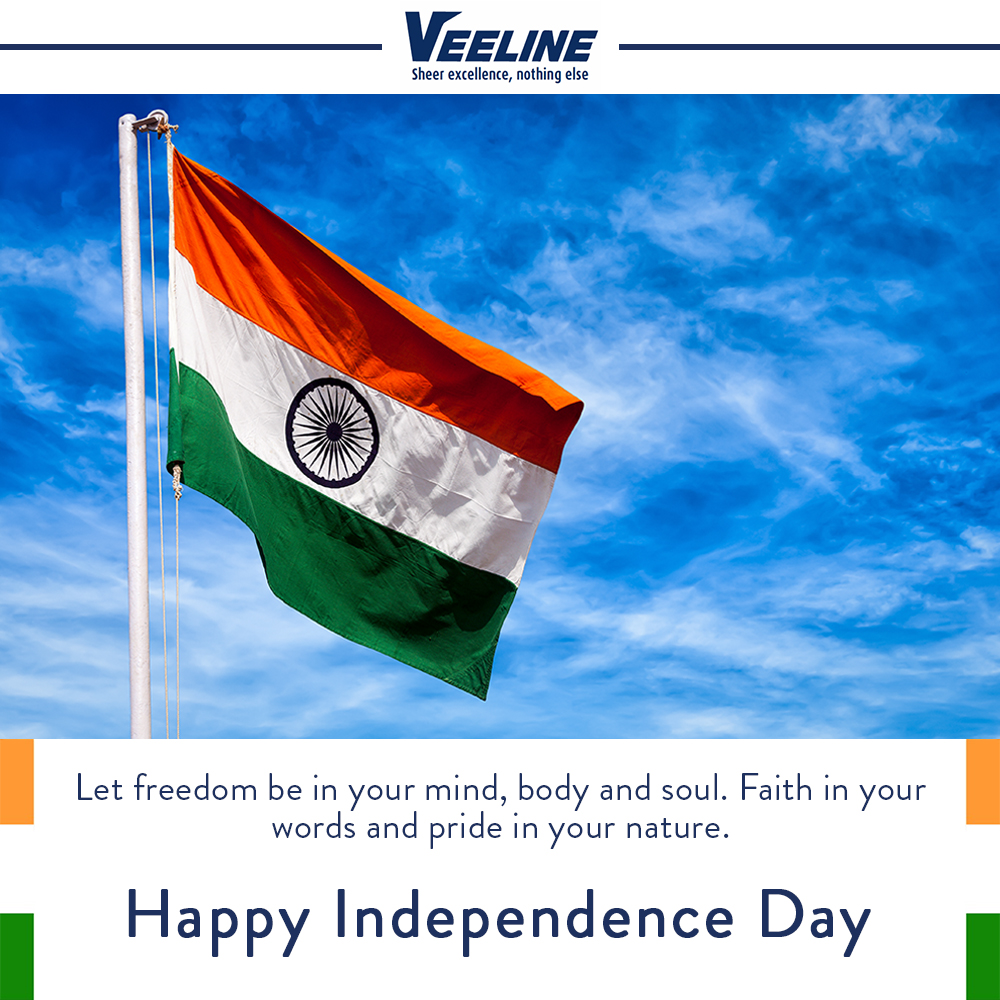 VEELINE
Sheer excellence, nothing else
Let freedom be in your mind, body and soul. Faith in your
words and pride in your nature.
Happy Independence Day